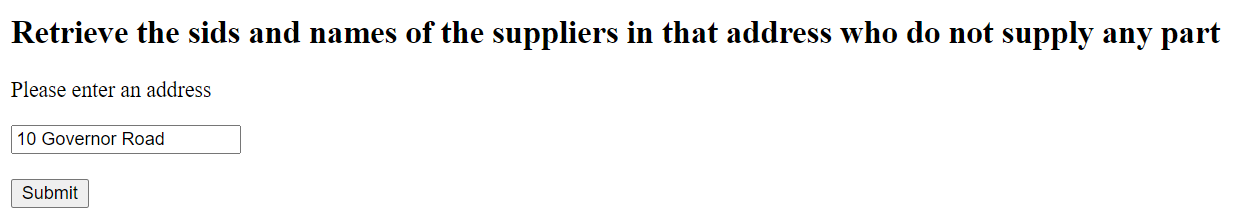 Retrieve the sids and names of the suppliers in that address who do not supply any part
Please enter an address
10 Governor Road
Submit